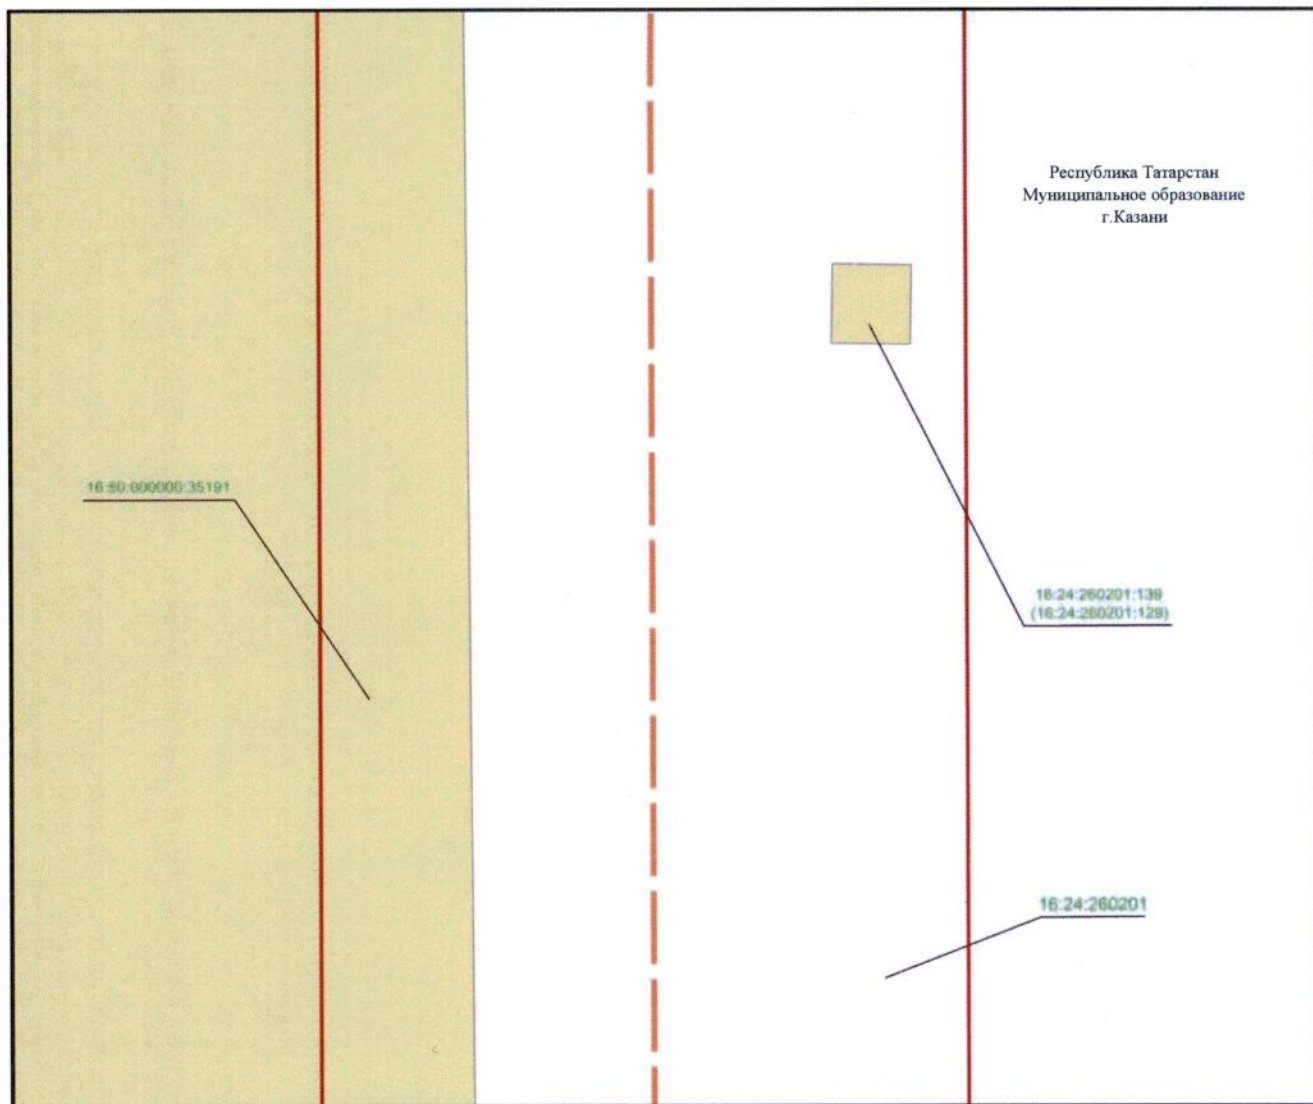 Республика Татарстан
Муниципальное образование
г.Казани
16:50:000000:35191
16:24:260201:139
(16:24:260201:129)
16:24:260201